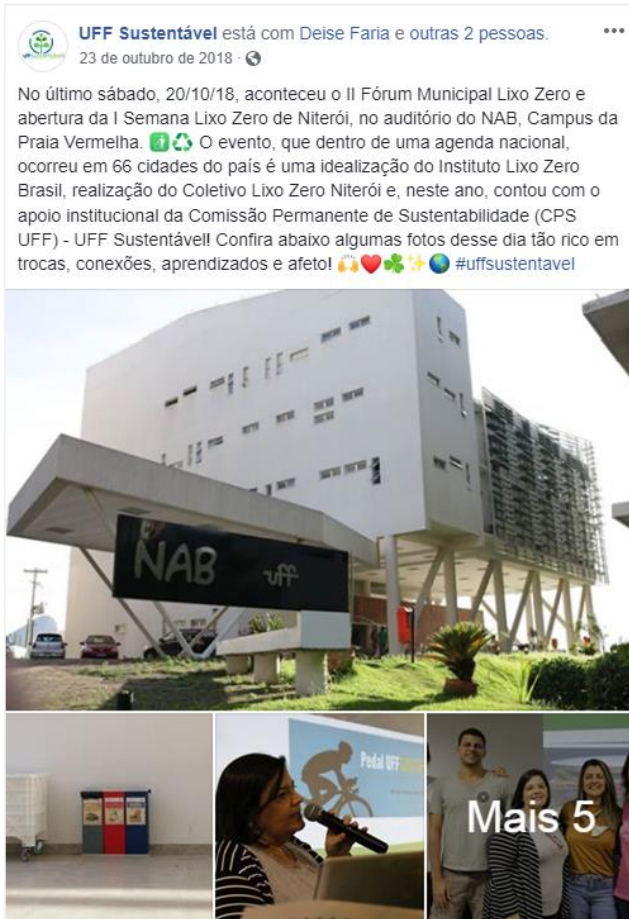 UFF Sustentável está com Deise Faria e outras 2 pessoas.
23 de outubro de 2018
No último sábado, 20/10/18, aconteceu o II Fórum Municipal Lixo Zero e
abertura da I Semana Lixo Zero de Niterói, no auditório do NAB, Campus da
Praia Vermelha. 🚮♻️ O evento, que dentro de uma agenda nacional,
ocorreu em 66 cidades do país é uma idealização do Instituto Lixo Zero
Brasil, realização do Coletivo Lixo Zero Niterói e, neste ano, contou com o
apoio institucional da Comissão Permanente de Sustentabilidade (CPS
UFF) - UFF Sustentável! Confira abaixo algumas fotos desse dia tão rico em
trocas, conexões, aprendizados e afeto! 🙌❤️☘️✨🌎 #uffsustentavel
NAB uff
Pedal UFF
Mais 5